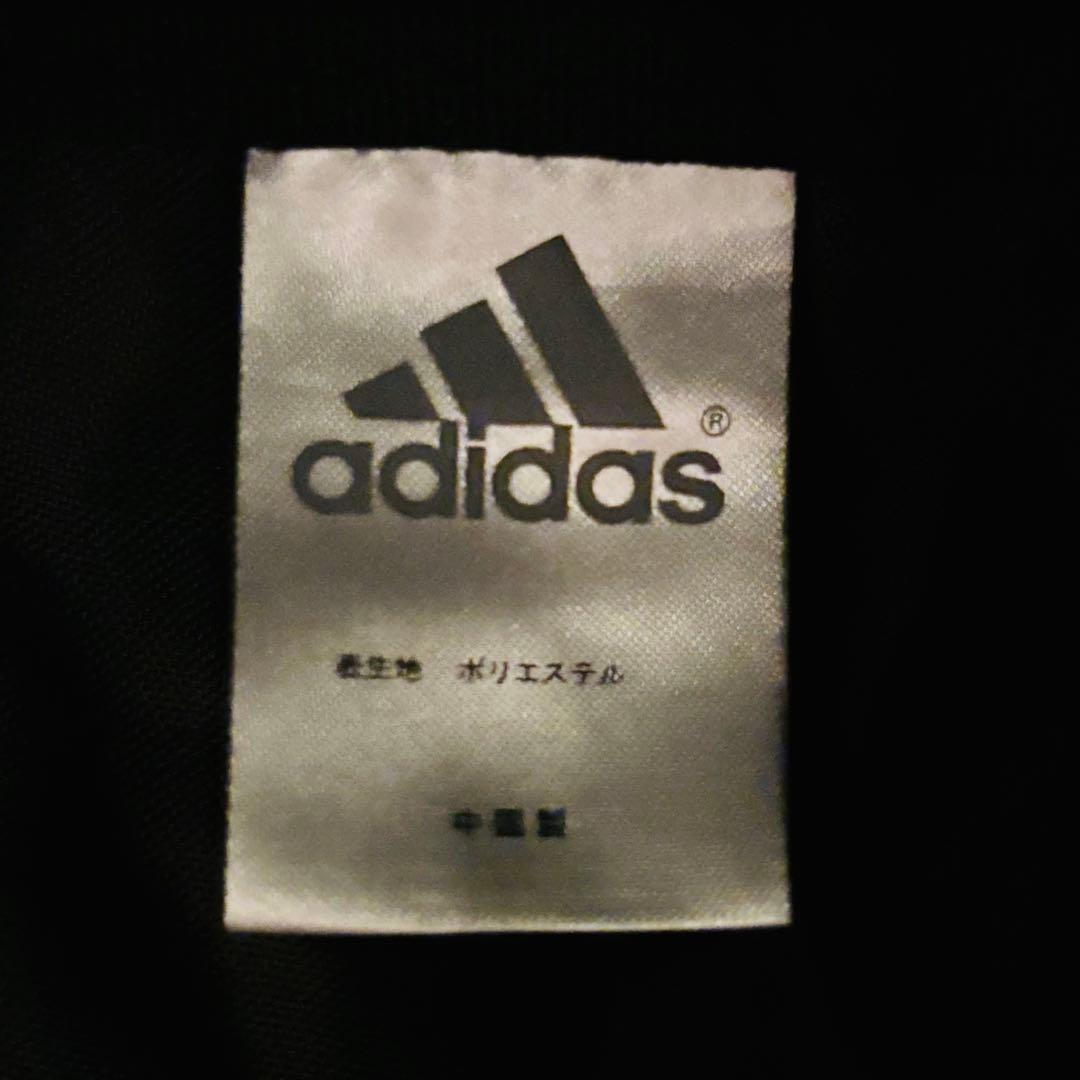 adidas®
表生地 ポリエステル
中国製